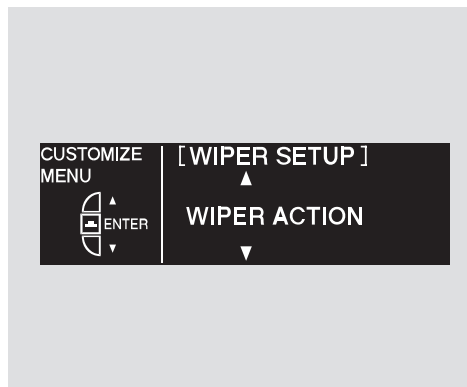 CUSTOMIZE
MENU
ENTER
[WIPER SETUP]
WIPER ACTION